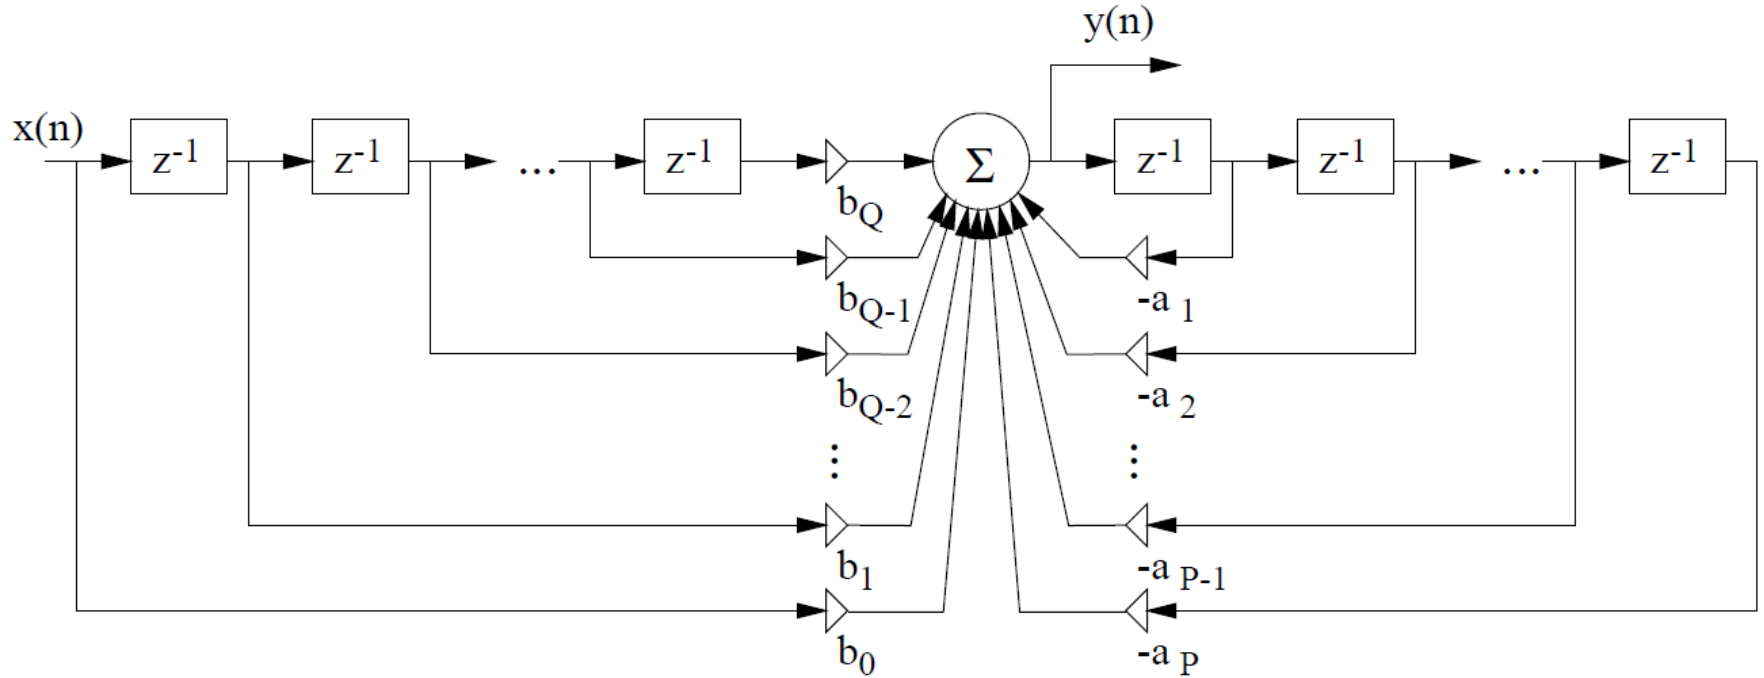 y(n)
x(n)
z-1 z-1 ... z-1 Σ z-1 z-1 ... z-1
bQ
bQ-1 -a 1
bQ-2 -a 2
⋮ ⋮
b1 -a P-1
b0 -a P